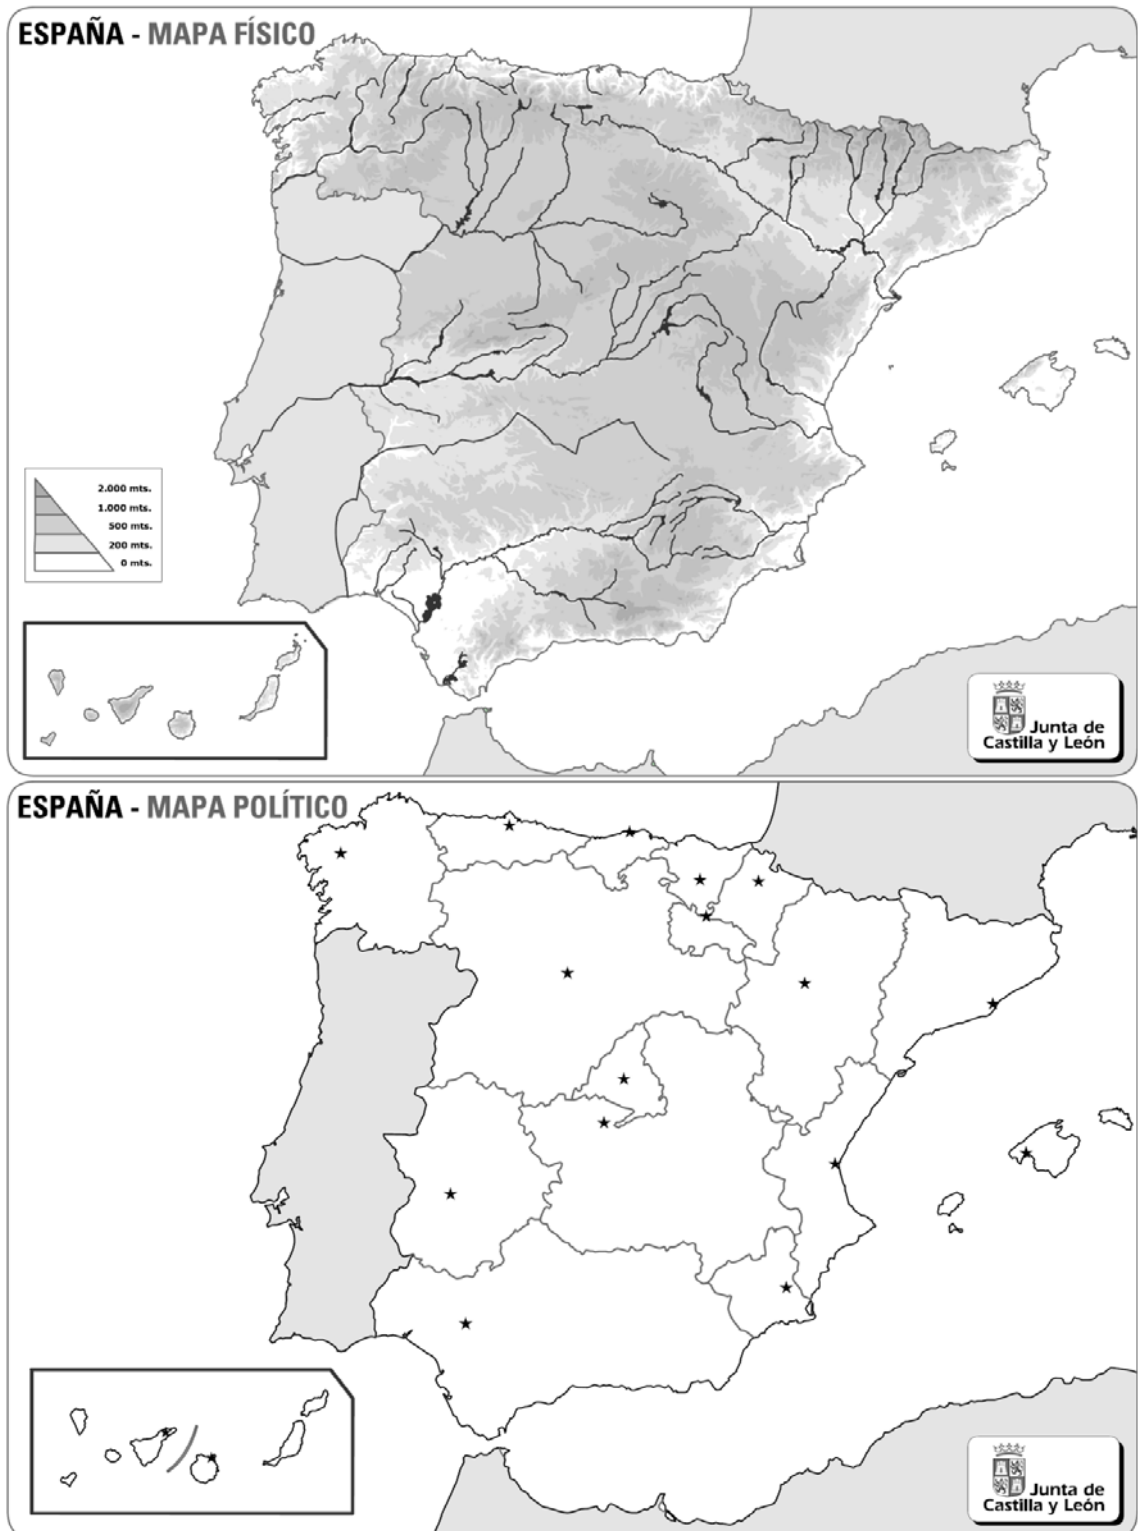 ESPAÑA - MAPA FÍSICO
2.000 mts.
1.000 mts.
500 mts.
200 mts.
0 mts.
Junta de
Castilla y León
ESPAÑA - MAPA POLÍTICO
Junta de
Castilla y León